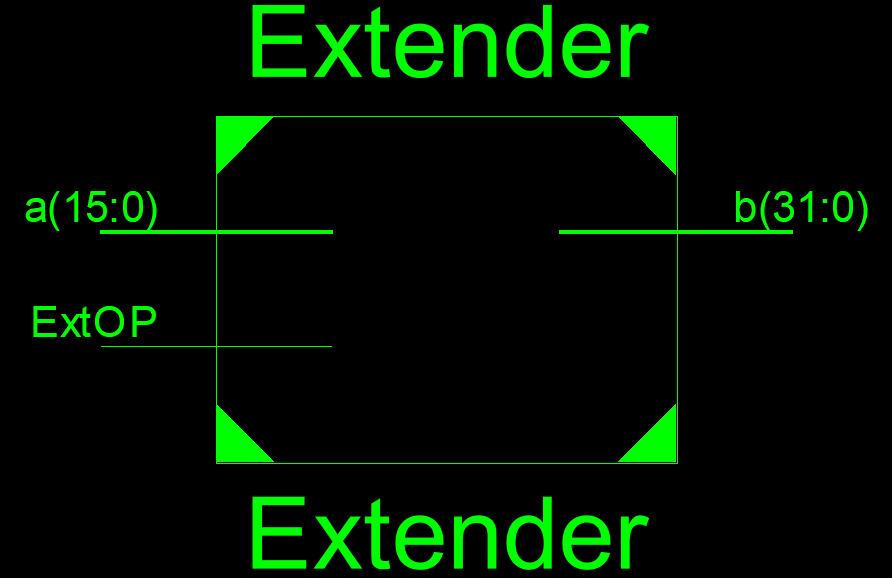 Extender
a(15:0)
b(31:0)
ExtOP
Extender